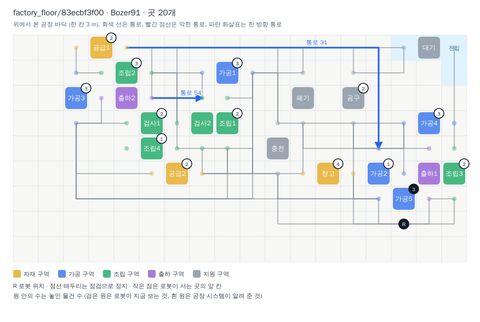 factory_floor/83ecbf3f00 · Bozer91 · 곳 20개
위에서 본 공장 바닥 (한 칸 3 m). 회색 선은 통로, 빨간 점선은 막힌 통로, 파란 화살표는 한 방향 통로
공급1 2
대기
점검
통로 31
조립2 3
가공1 3
가공3 3
출하2
통로 54
폐기
공구 2
검사1 2
검사2
조립1 2
가공4 3
조립4 1
충전
공급2 2
창고 4
가공2 1
출하1
조립3 2
가공5 3
R
자재 구역
가공 구역
조립 구역
출하 구역
지원 구역
R 로봇 위치 · 점선 테두리는 점검으로 정지 · 작은 점은 로봇이 서는 곳의 앞 칸
원 안의 수는 놓인 물건 수 (검은 원은 로봇이 지금 보는 것, 흰 원은 공장 시스템이 알려 준 것)